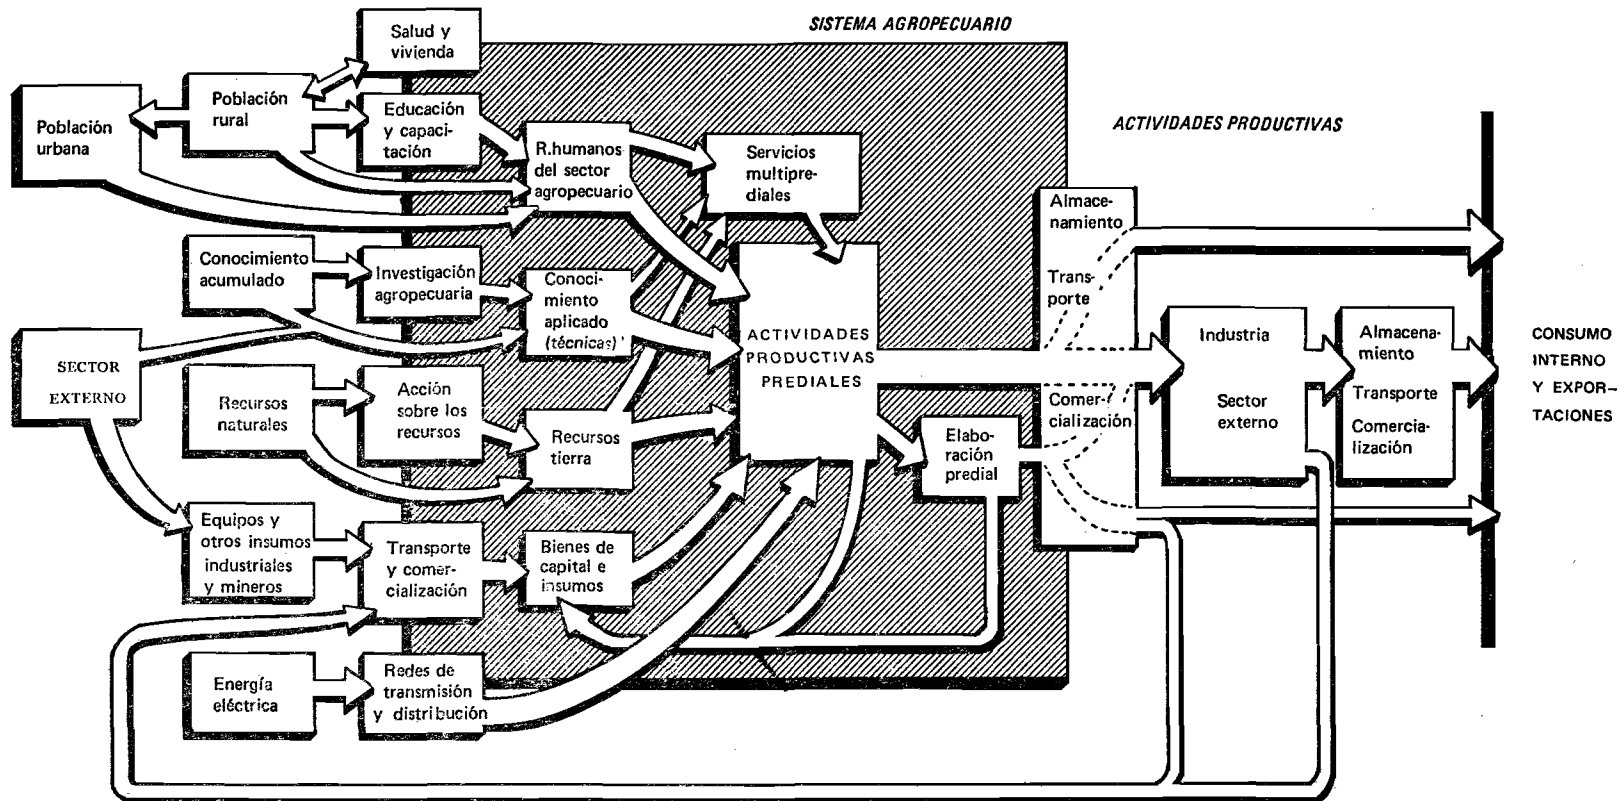 SISTEMA AGROPECUARIO
ACTIVIDADES PRODUCTIVAS
Salud y
vivienda
Población
rural
Población
urbana
Educación
y capaci-
tación
R.humanos
del sector
agropecuario
Servicios
multipre-
diales
Conocimiento
acumulado
Investigación
agropecuaria
Conoci-
miento
aplicado
(técnicas)
SECTOR
EXTERNO
Recursos
naturales
Acción
sobre los
recursos
Recursos
tierra
ACTIVIDADES
PRODUCTIVAS
PREDIALES
Elabo-
ración
predial
Equipos y
otros insumos
industriales
y mineros
Transporte
y comer-
cialización
Bienes de
capital e
insumos
Energía
eléctrica
Redes de
transmisión
y distribución
Almace-
namiento
Trans-
porte
Comer-
cialización
Industria
Sector
externo
Almacena-
miento
Transporte
Comercia-
lización
CONSUMO
INTERNO
Y EXPOR-
TACIONES